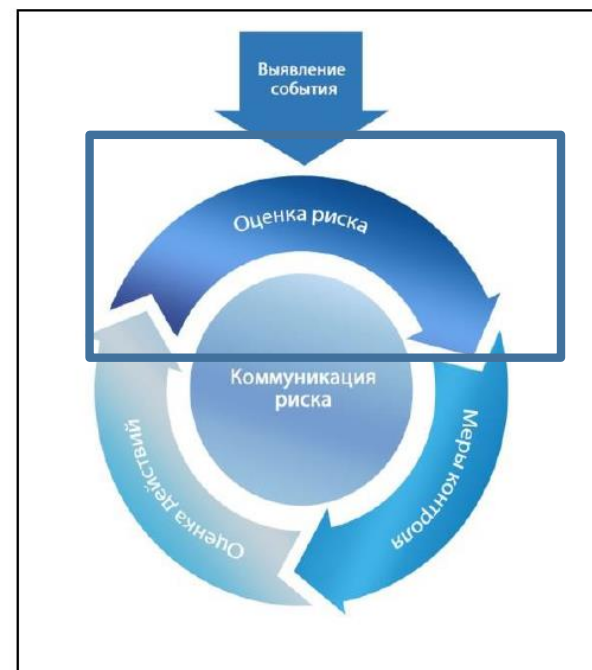 Выявление
события
Оценка риска
Коммуникация
риска
Меры контроля
Оценка действий